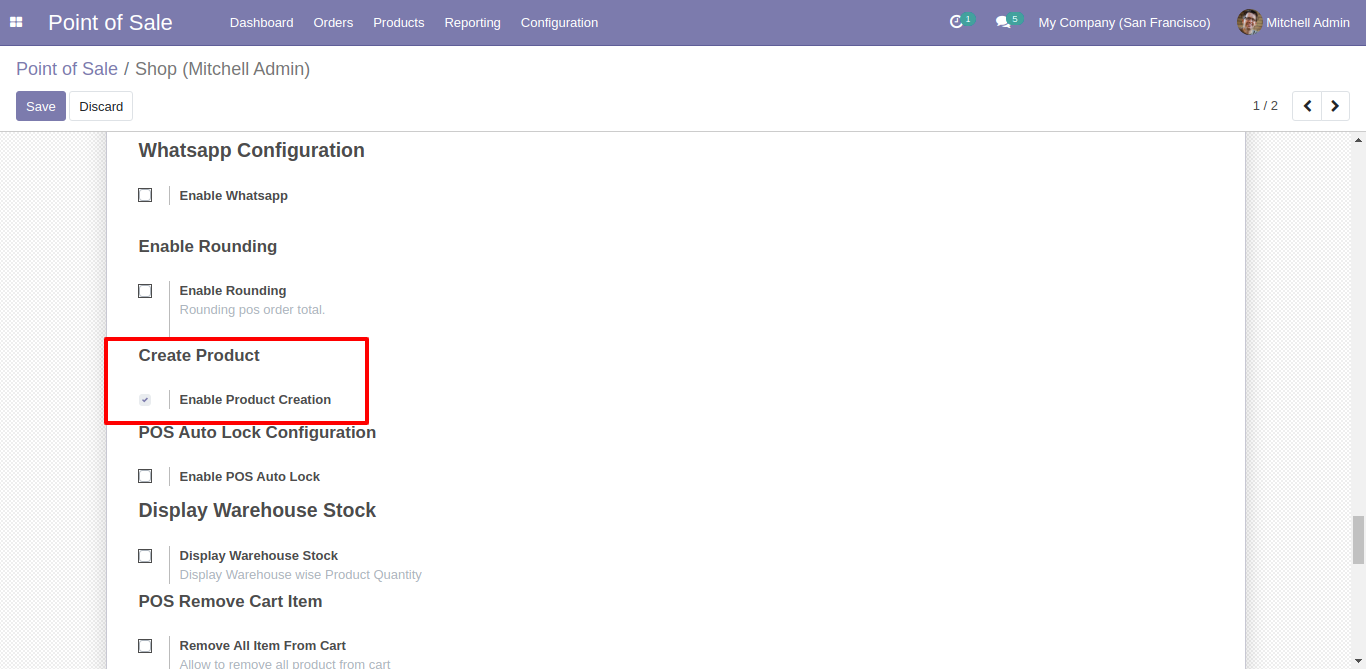 Point of Sale Dashboard Orders Products Reporting Configuration 1 5 My Company (San Francisco) Mitchell Admin
Point of Sale / Shop (Mitchell Admin)
Save Discard 1 / 2
Whatsapp Configuration
Enable Whatsapp
Enable Rounding
Enable Rounding
Rounding pos order total.
Create Product
Enable Product Creation
POS Auto Lock Configuration
Enable POS Auto Lock
Display Warehouse Stock
Display Warehouse Stock
Display Warehouse wise Product Quantity
POS Remove Cart Item
Remove All Item From Cart
Allow to remove all product from cart